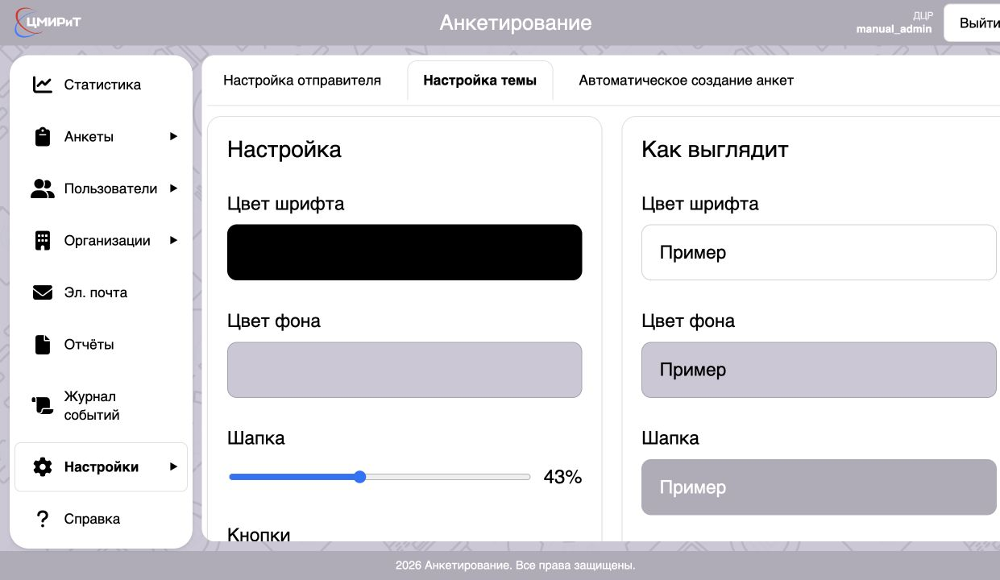 ЦМИРиТ
Анкетирование
ДЦР
manual_admin
Выйти
Статистика
Анкеты
Пользователи
Организации
Эл. почта
Отчёты
Журнал
событий
Настройки
Справка
Настройка отправителя
Настройка темы
Автоматическое создание анкет
Настройка
Цвет шрифта
Цвет фона
Шапка
43%
Кнопки
Как выглядит
Цвет шрифта
Пример
Цвет фона
Пример
Шапка
Пример
2026 Анкетирование. Все права защищены.